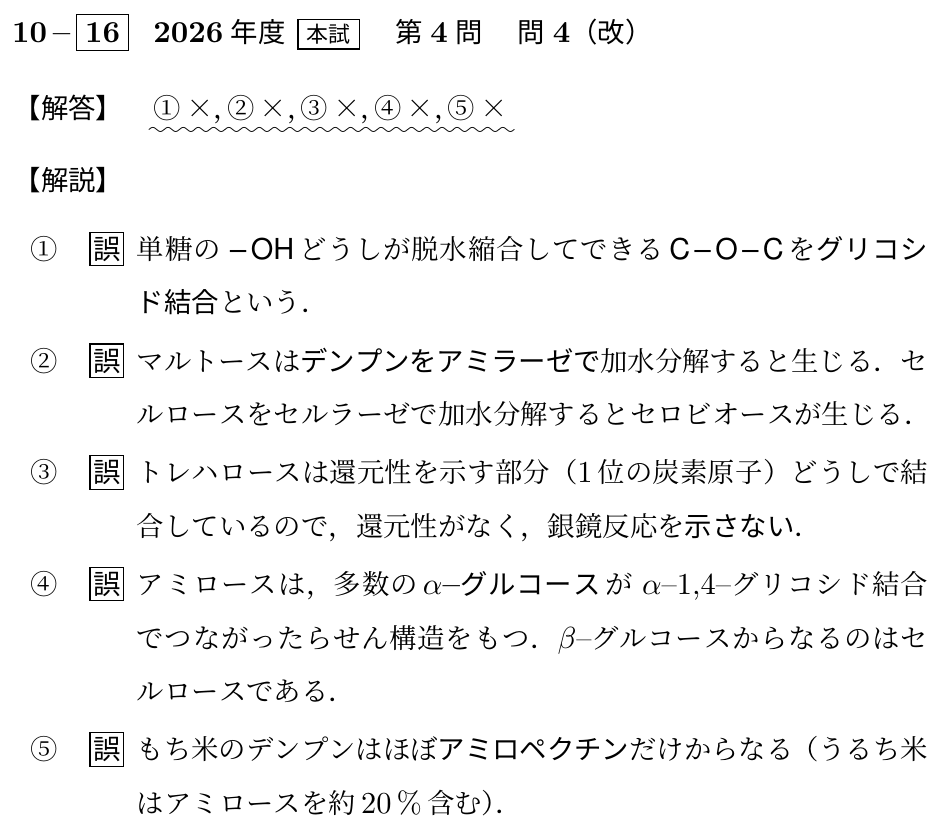 10－16 2026 年度 本試 第 4 問 問 4（改）
【解答】 ① ×, ② ×, ③ ×, ④ ×, ⑤ ×
【解説】
① 誤 単糖の －OH どうしが脱水縮合してできる C－O－C をグリコシ
ド結合という．
② 誤 マルトースはデンプンをアミラーゼで加水分解すると生じる．セ
ルロースをセルラーゼで加水分解するとセロビオースが生じる．
③ 誤 トレハロースは還元性を示す部分（1 位の炭素原子）どうしで結
合しているので，還元性がなく，銀鏡反応を示さない．
④ 誤 アミロースは，多数の α–グルコースが α–1,4–グリコシド結合
でつながったらせん構造をもつ．β–グルコースからなるのはセ
ルロースである．
⑤ 誤 もち米のデンプンはほぼアミロペクチンだけからなる（うるち米
はアミロースを約 20 % 含む）．